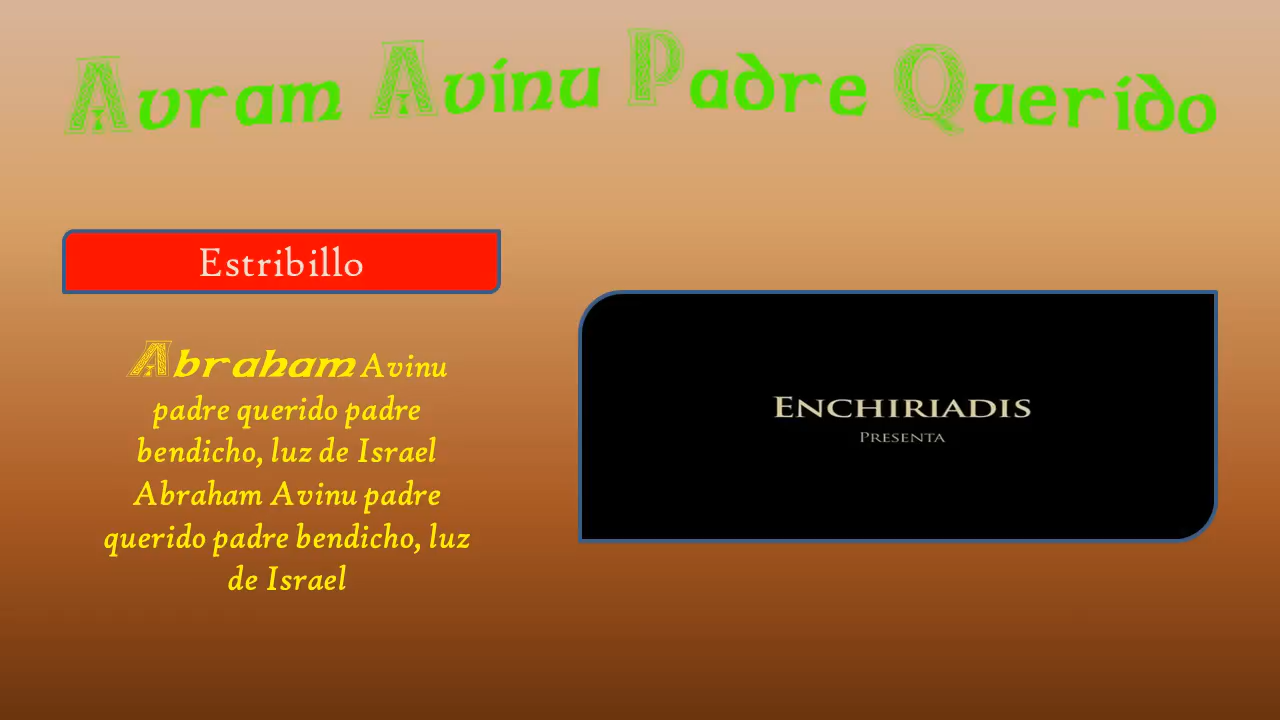 Avram Avinu Padre Querido
Estribillo
Abraham Avinu
padre querido padre
bendicho, luz de Israel
Abraham Avinu padre
querido padre bendicho, luz
de Israel
ENCHIRIADIS
PRESENTA